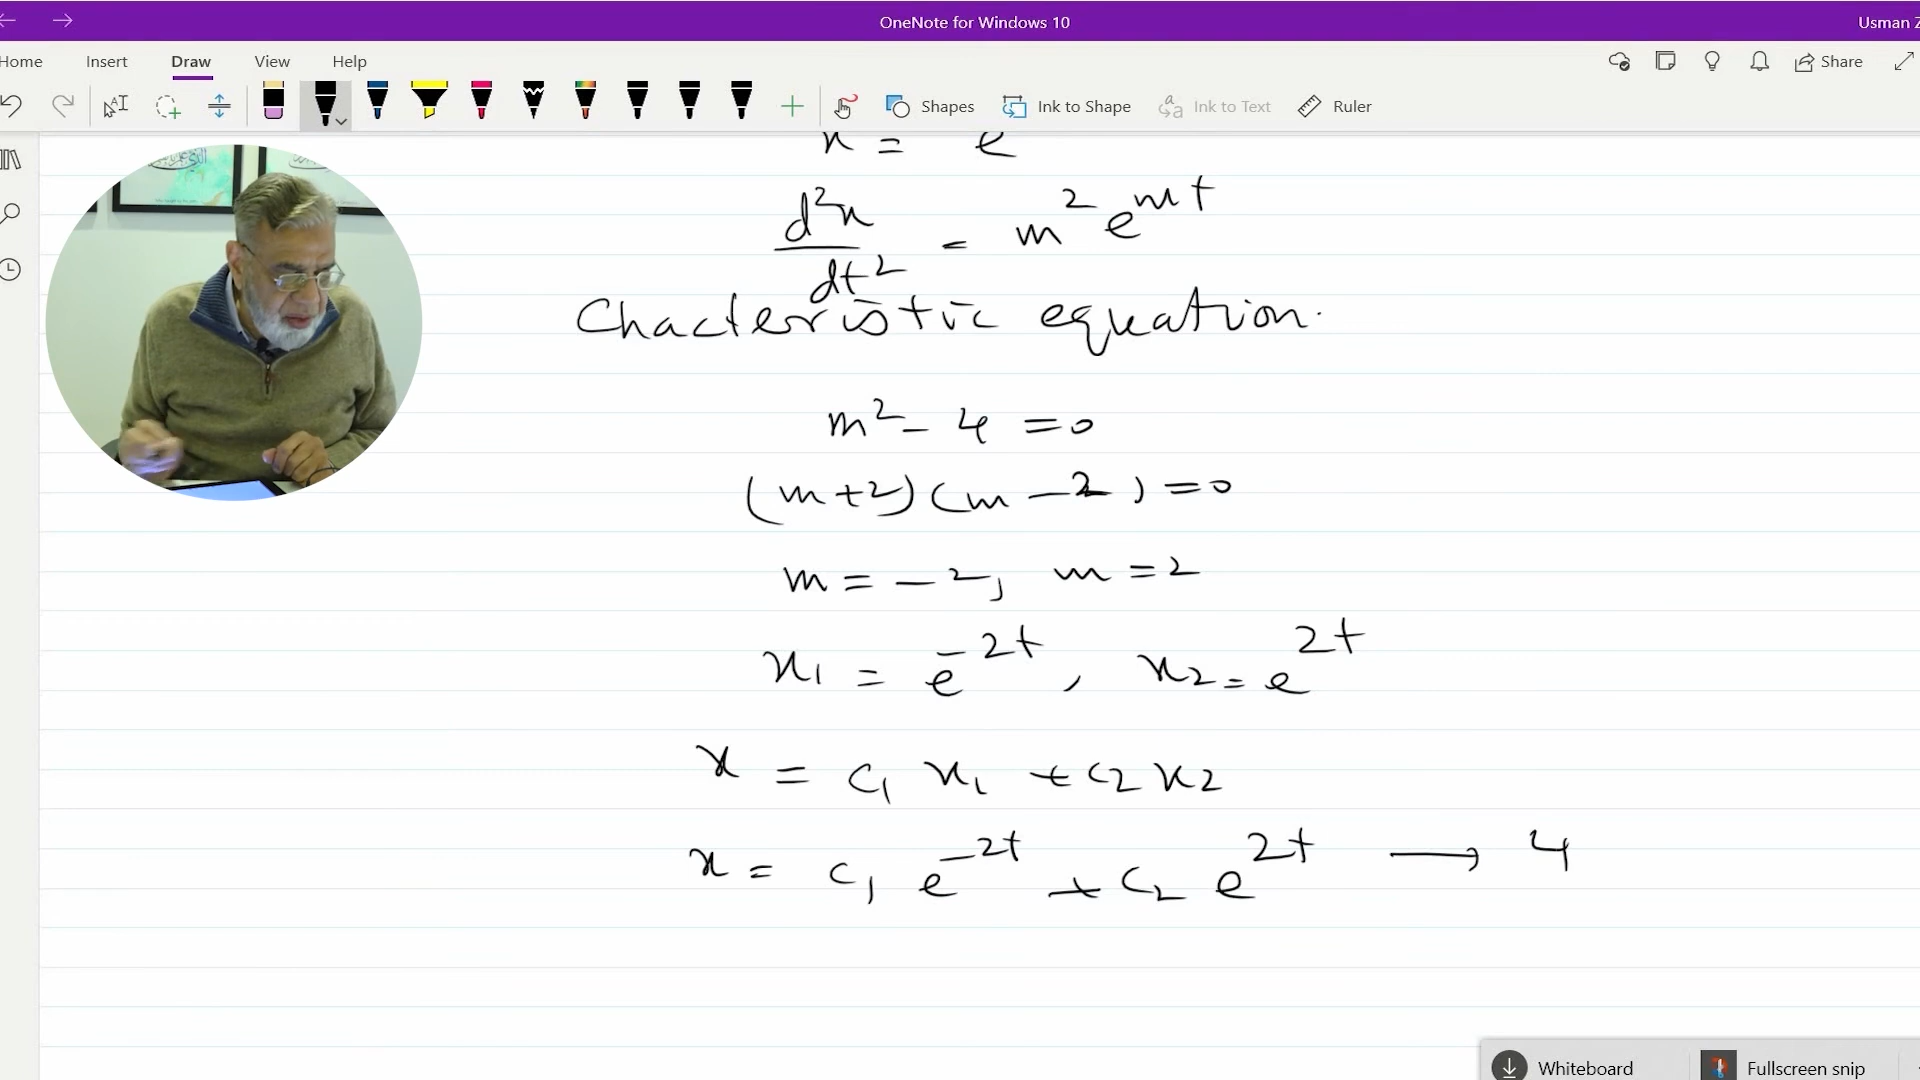 OneNote for Windows 10
Usman Z
Home Insert Draw View Help Share
Shapes Ink to Shape Ink to Text Ruler
x = e
d²x/dt² = m² e^mt
Chacteristic equation.
m² - 4 = 0
(m+2)(m-2) = 0
m = -2, m = 2
x₁ = e^-2t, x₂ = e^2t
x = c₁ x₁ + c₂ x₂
x = c₁ e^-2t + c₂ e^2t → 4
Whiteboard Fullscreen snip